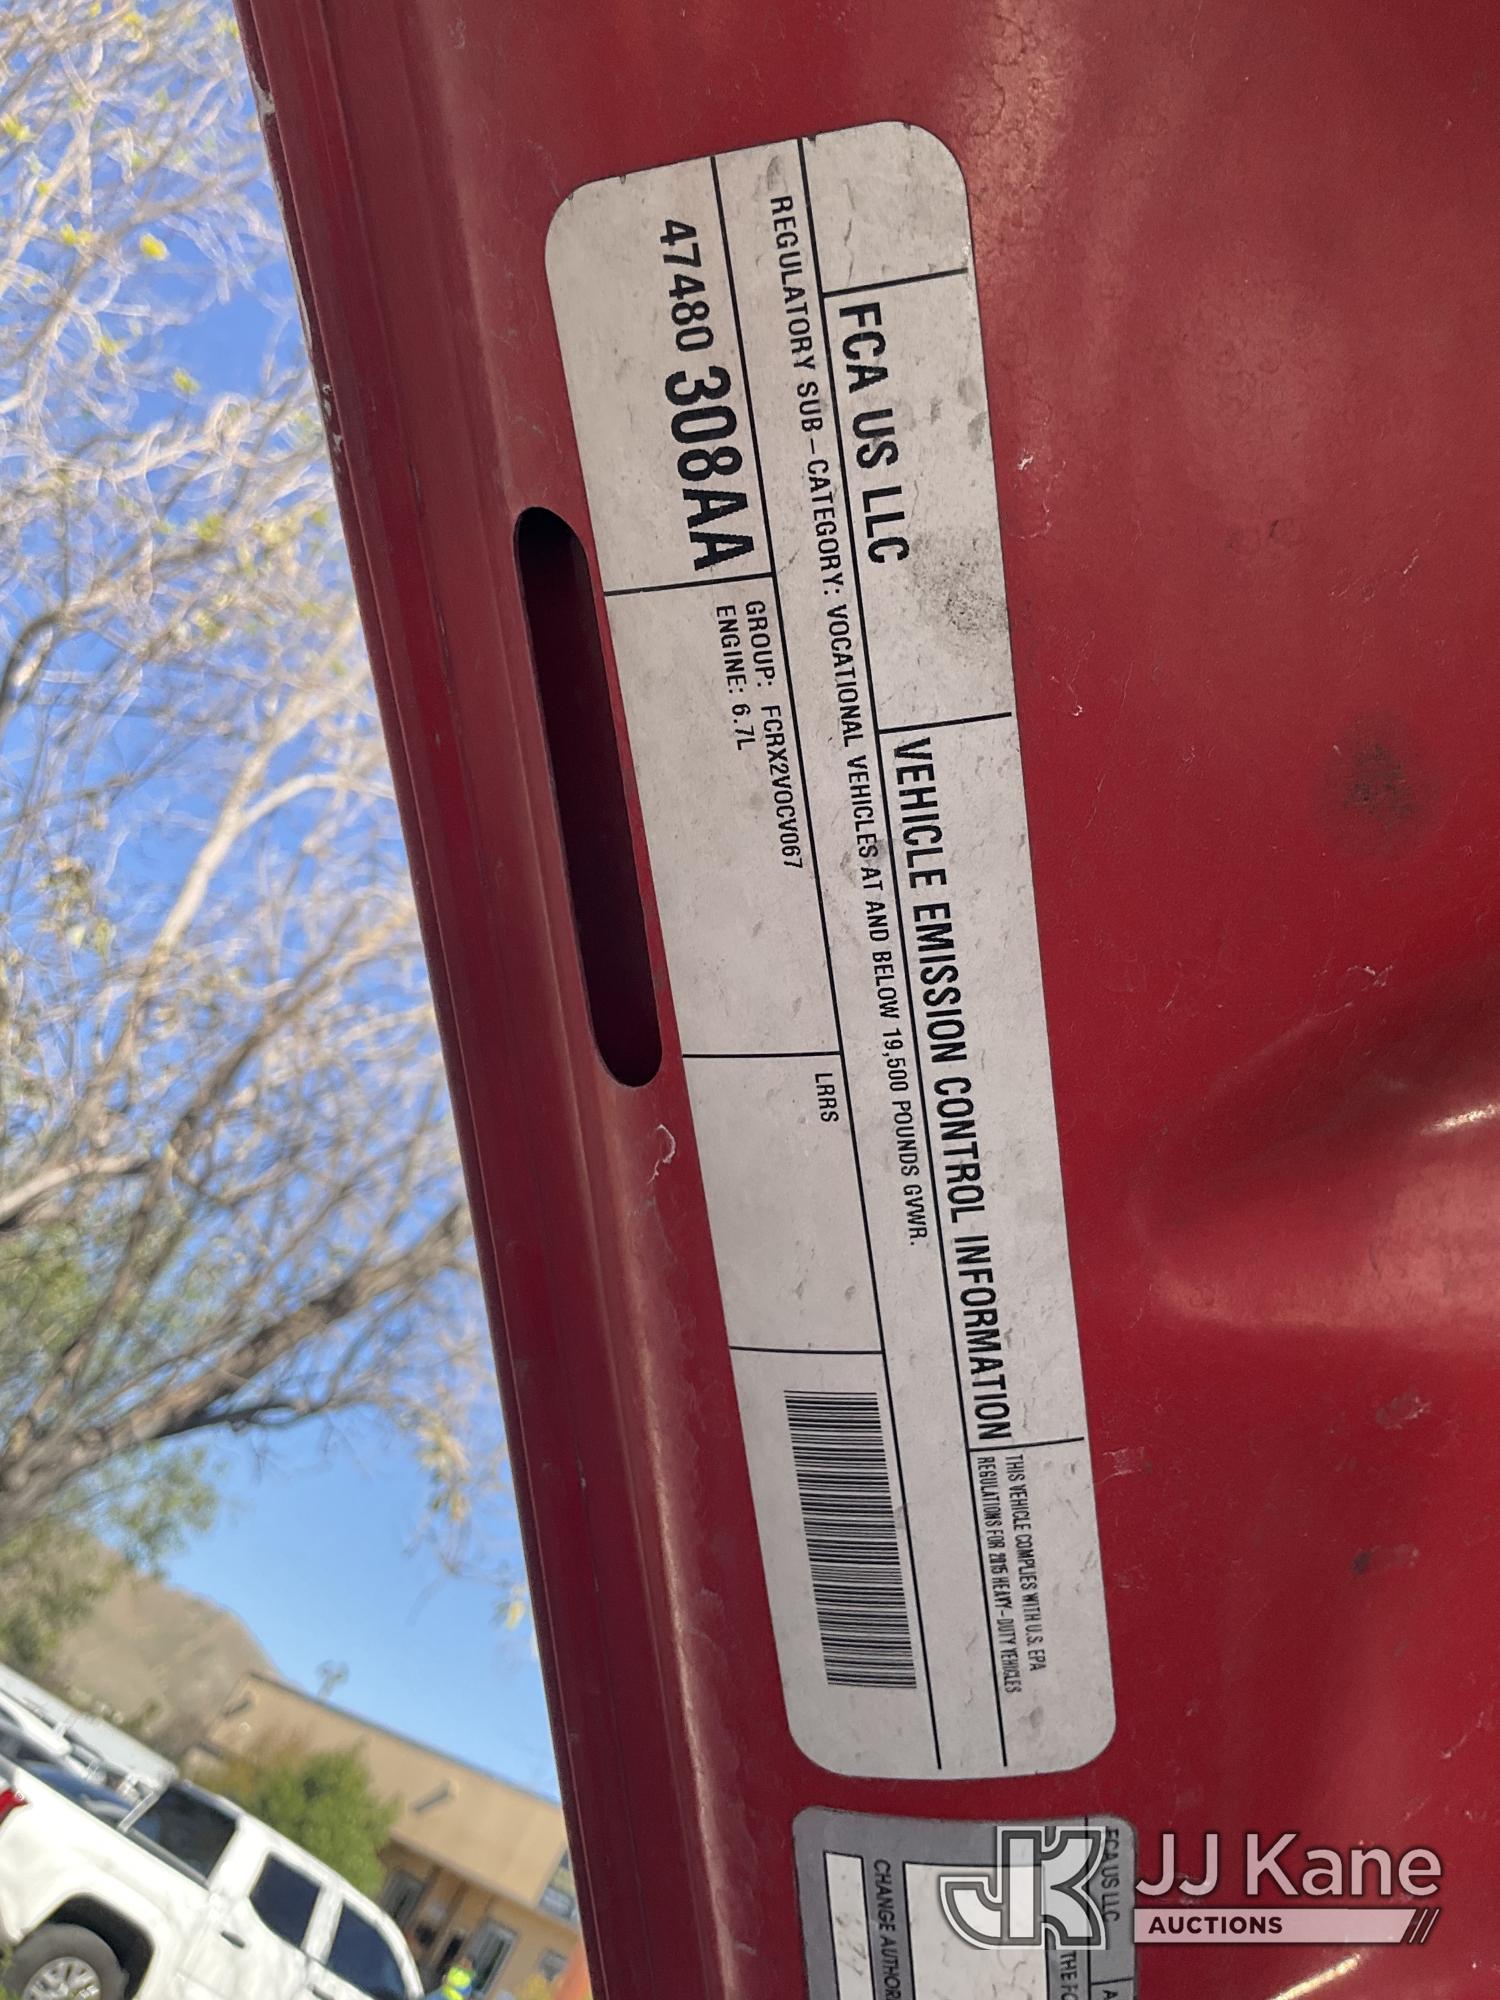 FCA US LLC
VEHICLE EMISSION CONTROL INFORMATION
THIS VEHICLE COMPLIES WITH U.S. EPA
REGULATIONS FOR 2015 HEAVY-DUTY VEHICLES
REGULATORY SUB-CATEGORY: VOCATIONAL VEHICLES AT AND BELOW 19,500 POUNDS GVWR.
47480 308AA
GROUP: FCRX2VOCV067
ENGINE: 6.7L
LRRS
FCA US LLC
CHANGE
JJ Kane
AUCTIONS